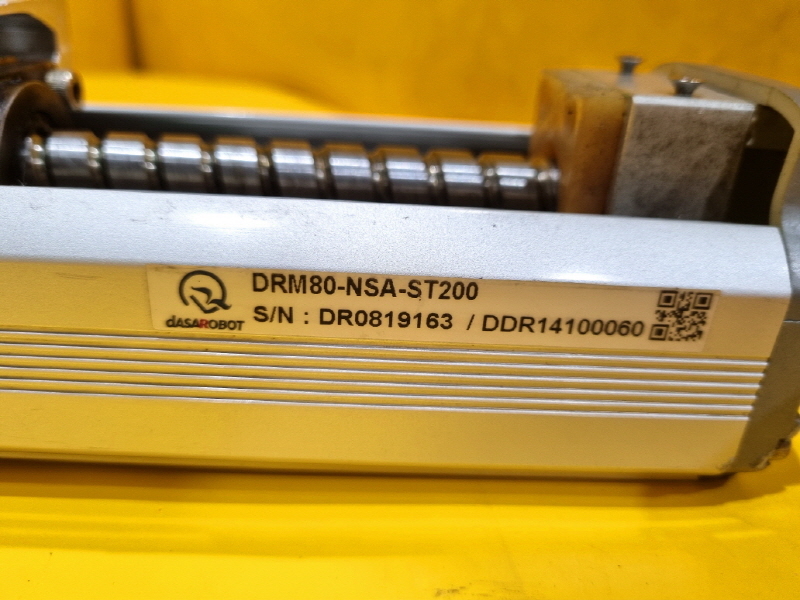 DRM80-NSA-ST200
dASAROBOT
S/N : DR0819163 / DDR14100060